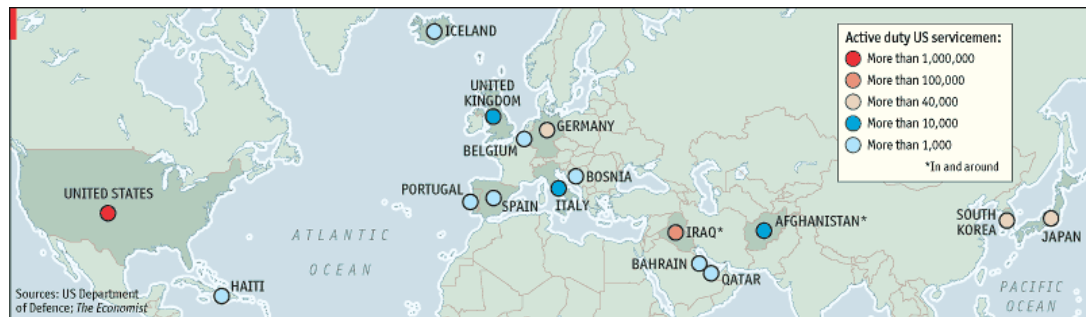 ICELAND
UNITED
KINGDOM
GERMANY
BELGIUM
BOSNIA
PORTUGAL
SPAIN
ITALY
UNITED STATES
ATLANTIC
OCEAN
HAITI
IRAQ*
AFGHANISTAN*
BAHRAIN
QATAR
SOUTH
KOREA
JAPAN
PACIFIC
OCEAN
Active duty US servicemen:
More than 1,000,000
More than 100,000
More than 40,000
More than 10,000
More than 1,000
*In and around
Sources: US Department
of Defence; The Economist